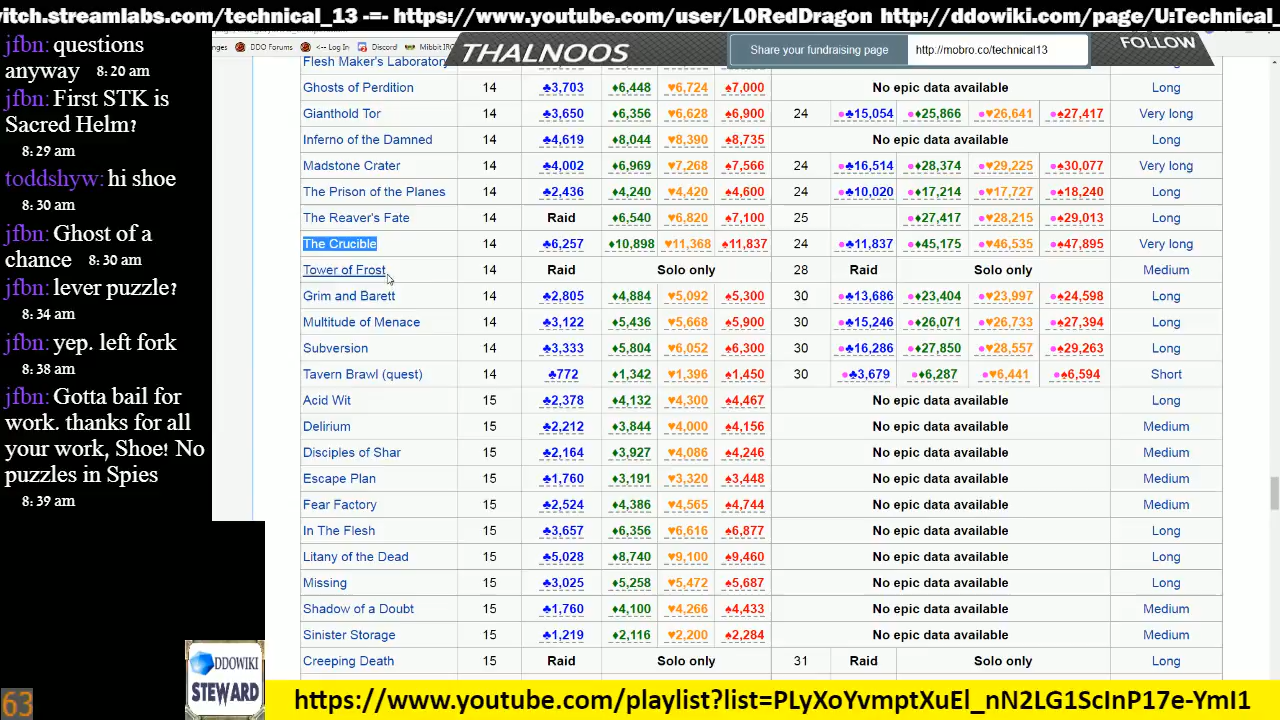 vitch.streamlabs.com/technical_13 -=- https://www.youtube.com/user/L0RedDragon http://ddowiki.com/page/U:Technical_
nges DDO Forums <-- Log In Discord Mibbit IRC
THALNOOS
Share your fundraising page http://mobro.co/technical13
FOLLOW
jfbn: questions
anyway 8:20 am
jfbn: First STK is
Sacred Helm?
8:29 am
toddshyw: hi shoe
8:30 am
jfbn: Ghost of a
chance 8:30 am
jfbn: lever puzzle?
8:34 am
jfbn: yep. left fork
8:38 am
jfbn: Gotta bail for
work. thanks for all
your work, Shoe! No
puzzles in Spies
8:39 am
Flesh Maker's Laboratory
Ghosts of Perdition 14 ♣3,703 ♦6,448 ♥6,724 ♠7,000 No epic data available Long
Gianthold Tor 14 ♣3,650 ♦6,356 ♥6,628 ♠6,900 24 ●♣15,054 ●♦25,866 ●♥26,641 ●♠27,417 Very long
Inferno of the Damned 14 ♣4,619 ♦8,044 ♥8,390 ♠8,735 No epic data available Long
Madstone Crater 14 ♣4,002 ♦6,969 ♥7,268 ♠7,566 24 ●♣16,514 ●♦28,374 ●♥29,225 ●♠30,077 Very long
The Prison of the Planes 14 ♣2,436 ♦4,240 ♥4,420 ♠4,600 24 ●♣10,020 ●♦17,214 ●♥17,727 ●♠18,240 Long
The Reaver's Fate 14 Raid ♦6,540 ♥6,820 ♠7,100 25 ●♦27,417 ●♥28,215 ●♠29,013 Long
The Crucible 14 ♣6,257 ♦10,898 ♥11,368 ♠11,837 24 ●♣11,837 ●♦45,175 ●♥46,535 ●♠47,895 Very long
Tower of Frost 14 Raid Solo only 28 Raid Solo only Medium
Grim and Barett 14 ♣2,805 ♦4,884 ♥5,092 ♠5,300 30 ●♣13,686 ●♦23,404 ●♥23,997 ●♠24,598 Long
Multitude of Menace 14 ♣3,122 ♦5,436 ♥5,668 ♠5,900 30 ●♣15,246 ●♦26,071 ●♥26,733 ●♠27,394 Long
Subversion 14 ♣3,333 ♦5,804 ♥6,052 ♠6,300 30 ●♣16,286 ●♦27,850 ●♥28,557 ●♠29,263 Long
Tavern Brawl (quest) 14 ♣772 ♦1,342 ♥1,396 ♠1,450 30 ●♣3,679 ●♦6,287 ●♥6,441 ●♠6,594 Short
Acid Wit 15 ♣2,378 ♦4,132 ♥4,300 ♠4,467 No epic data available Long
Delirium 15 ♣2,212 ♦3,844 ♥4,000 ♠4,156 No epic data available Medium
Disciples of Shar 15 ♣2,164 ♦3,927 ♥4,086 ♠4,246 No epic data available Medium
Escape Plan 15 ♣1,760 ♦3,191 ♥3,320 ♠3,448 No epic data available Medium
Fear Factory 15 ♣2,524 ♦4,386 ♥4,565 ♠4,744 No epic data available Medium
In The Flesh 15 ♣3,657 ♦6,356 ♥6,616 ♠6,877 No epic data available Long
Litany of the Dead 15 ♣5,028 ♦8,740 ♥9,100 ♠9,460 No epic data available Long
Missing 15 ♣3,025 ♦5,258 ♥5,472 ♠5,687 No epic data available Long
Shadow of a Doubt 15 ♣1,760 ♦4,100 ♥4,266 ♠4,433 No epic data available Medium
Sinister Storage 15 ♣1,219 ♦2,116 ♥2,200 ♠2,284 No epic data available Medium
Creeping Death 15 Raid Solo only 31 Raid Solo only Long
DDOWIKI
STEWARD
63
https://www.youtube.com/playlist?list=PLyXoYvmptXuEl_nN2LG1ScInP17e-YmI1